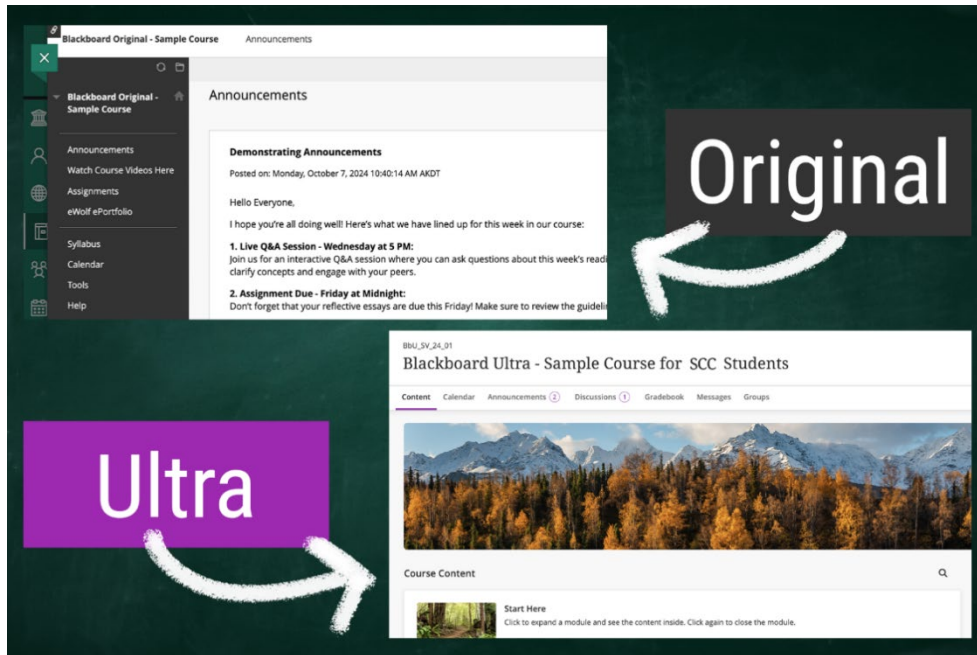 Blackboard Original - Sample Course Announcements
Blackboard Original -
Sample Course
Announcements
Watch Course Videos Here
Assignments
eWolf ePortfolio
Syllabus
Calendar
Tools
Help
Announcements
Demonstrating Announcements
Posted on: Monday, October 7, 2024 10:40:14 AM AKDT
Hello Everyone,
I hope you're all doing well! Here's what we have lined up for this week in our course:
1. Live Q&A Session - Wednesday at 5 PM:
Join us for an interactive Q&A session where you can ask questions about this week's readi
clarify concepts and engage with your peers.
2. Assignment Due - Friday at Midnight:
Don't forget that your reflective essays are due this Friday! Make sure to review the guidelin
Original
Ultra
BbU_SV_24_01
Blackboard Ultra - Sample Course for SCC Students
Content Calendar Announcements 2 Discussions 1 Gradebook Messages Groups
Course Content
Start Here
Click to expand a module and see the content inside. Click again to close the module.